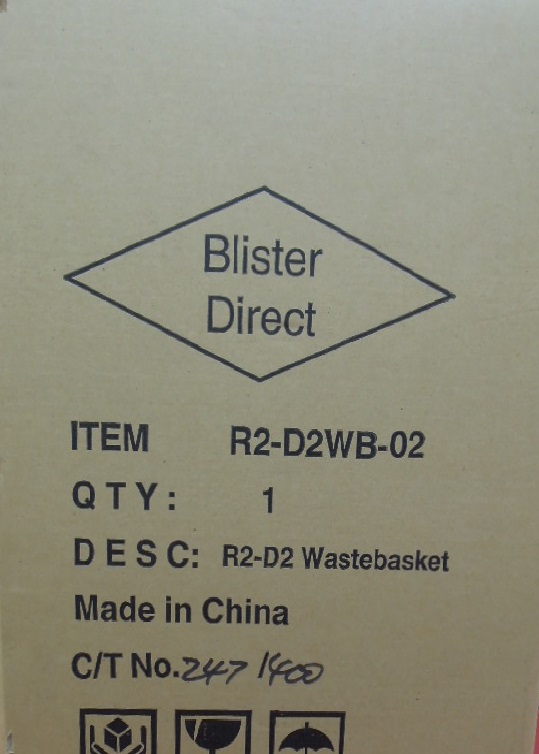 Blister
Direct
ITEM R2-D2WB-02
QTY: 1
DESC: R2-D2 Wastebasket
Made in China
C/T No.247 1400